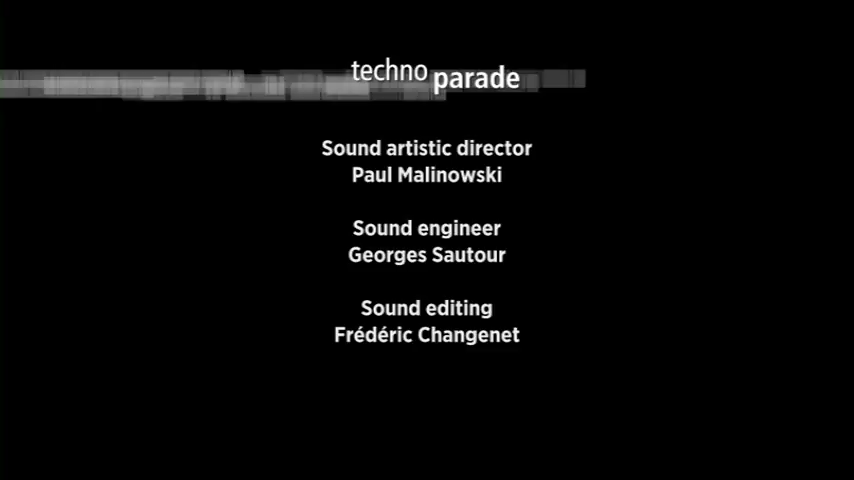 techno parade
Sound artistic director
Paul Malinowski
Sound engineer
Georges Sautour
Sound editing
Frédéric Changenet